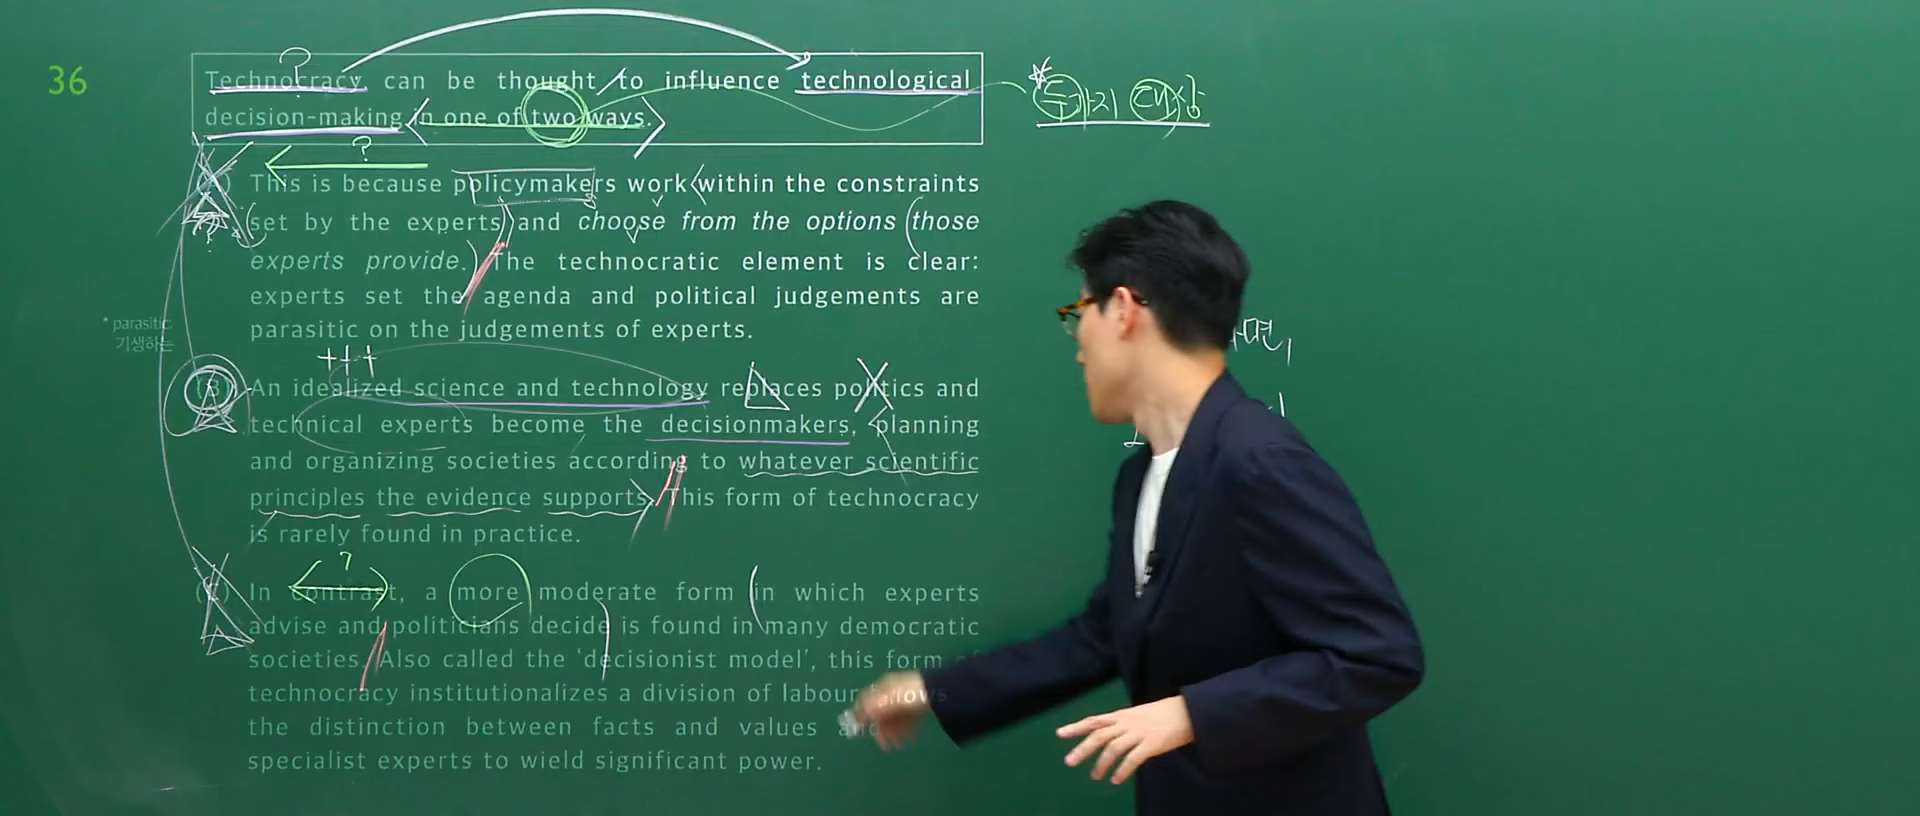 36
Technocracy can be thought to influence technological
decision-making in one of two ways.
두가지 대상
(A) This is because policymakers work within the constraints
set by the experts and choose from the options those
experts provide. The technocratic element is clear:
experts set the agenda and political judgements are
parasitic on the judgements of experts.
* parasitic:
기생하는
(B) An idealized science and technology replaces politics and
technical experts become the decisionmakers, planning
and organizing societies according to whatever scientific
principles the evidence supports. This form of technocracy
is rarely found in practice.
(C) In contrast, a more moderate form in which experts
advise and politicians decide is found in many democratic
societies. Also called the ‘decisionist model’, this form of
technocracy institutionalizes a division of labour
the distinction between facts and values
specialist experts to wield significant power.